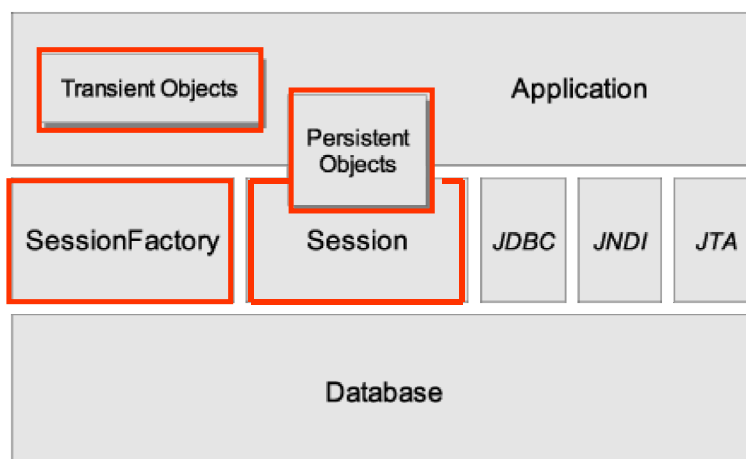 Transient Objects
Application
Persistent
Objects
SessionFactory
Session
JDBC
JNDI
JTA
Database